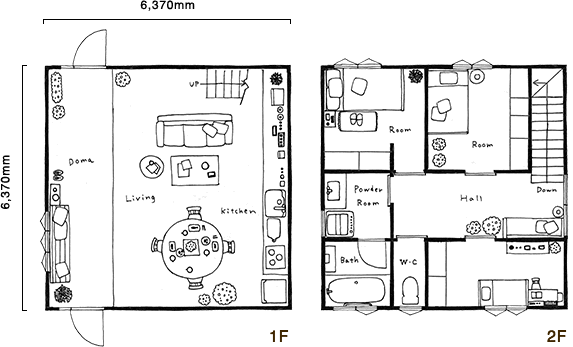 6,370mm
6,370mm
UP
Doma
Living
Kitchen
1F
Room
Room
Powder
Room
Hall
Down
Bath
W·C
2F